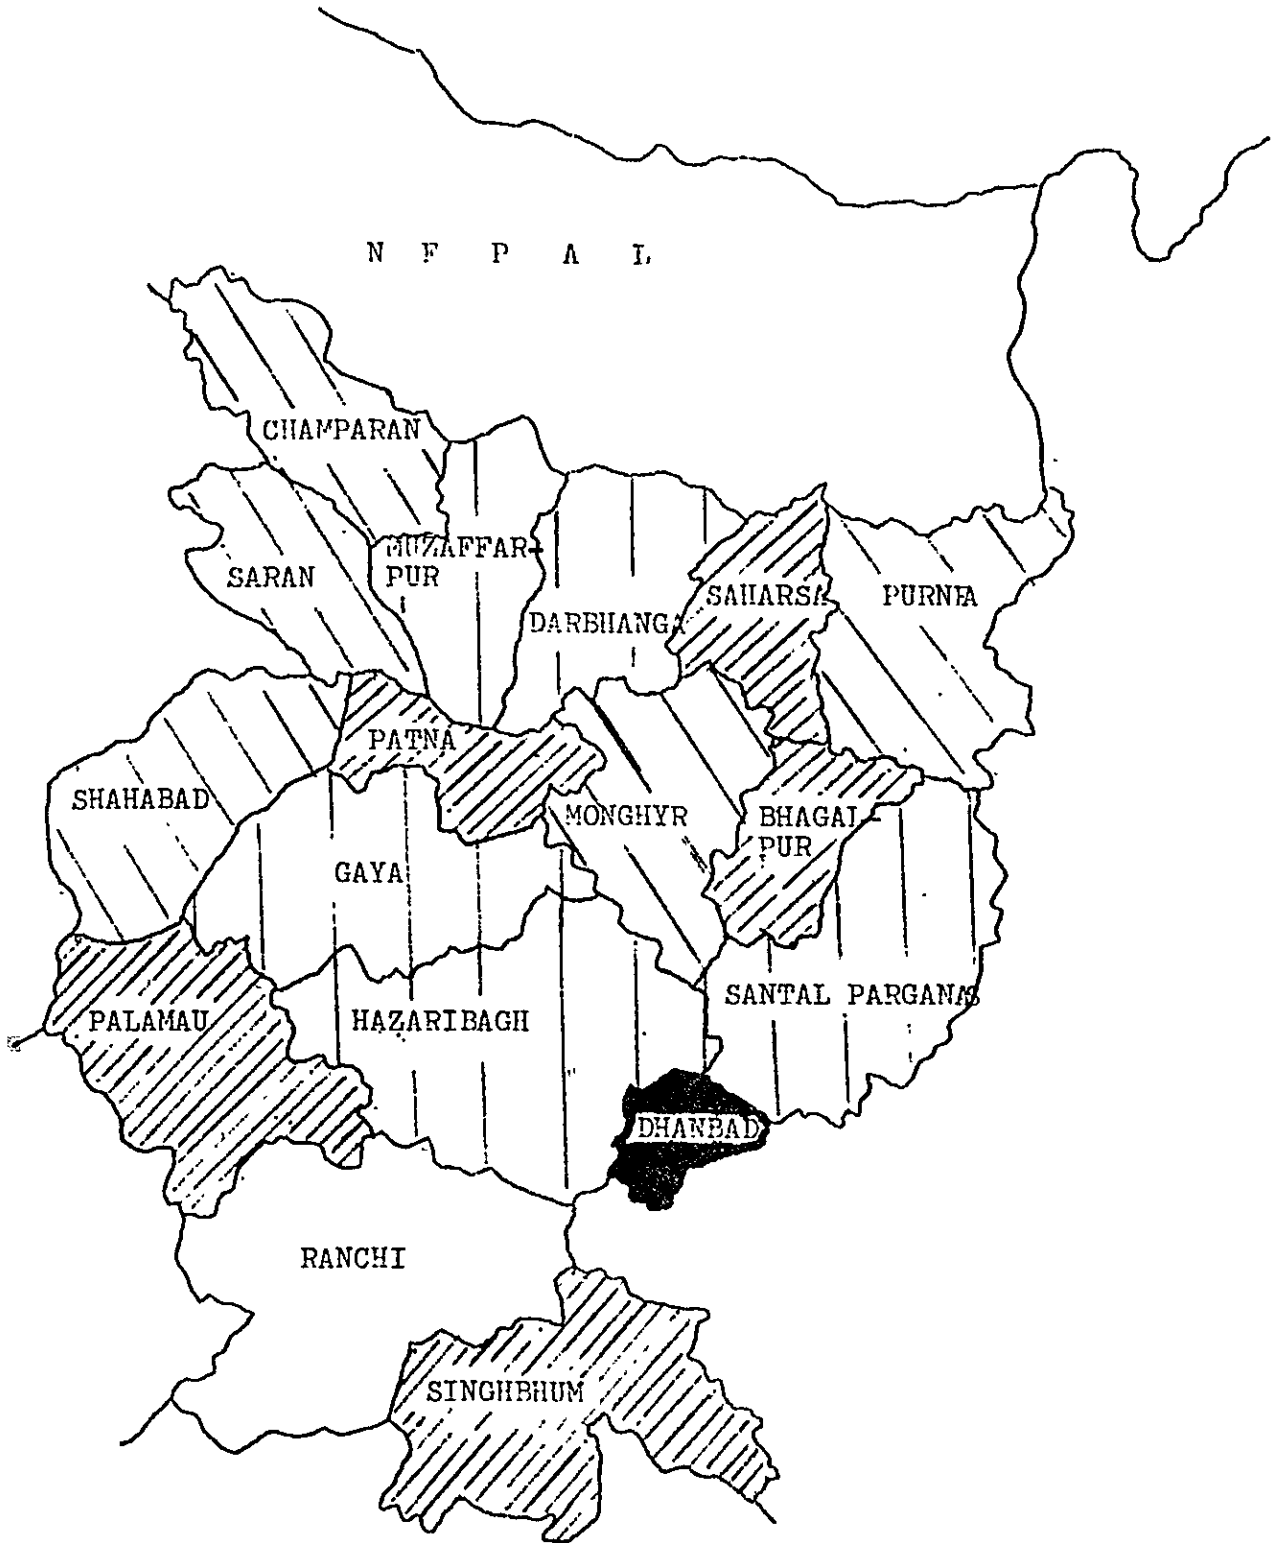 N E P A L
CHAMPARAN
MUZAFFAR-
PUR
SARAN
DARBHANGA
SAHARSA
PURNEA
PATNA
SHAHABAD
MONGHYR
BHAGAL-
PUR
GAYA
SANTAL PARGANAS
PALAMAU
HAZARIBAGH
DHANBAD
RANCHI
SINGHBHUM